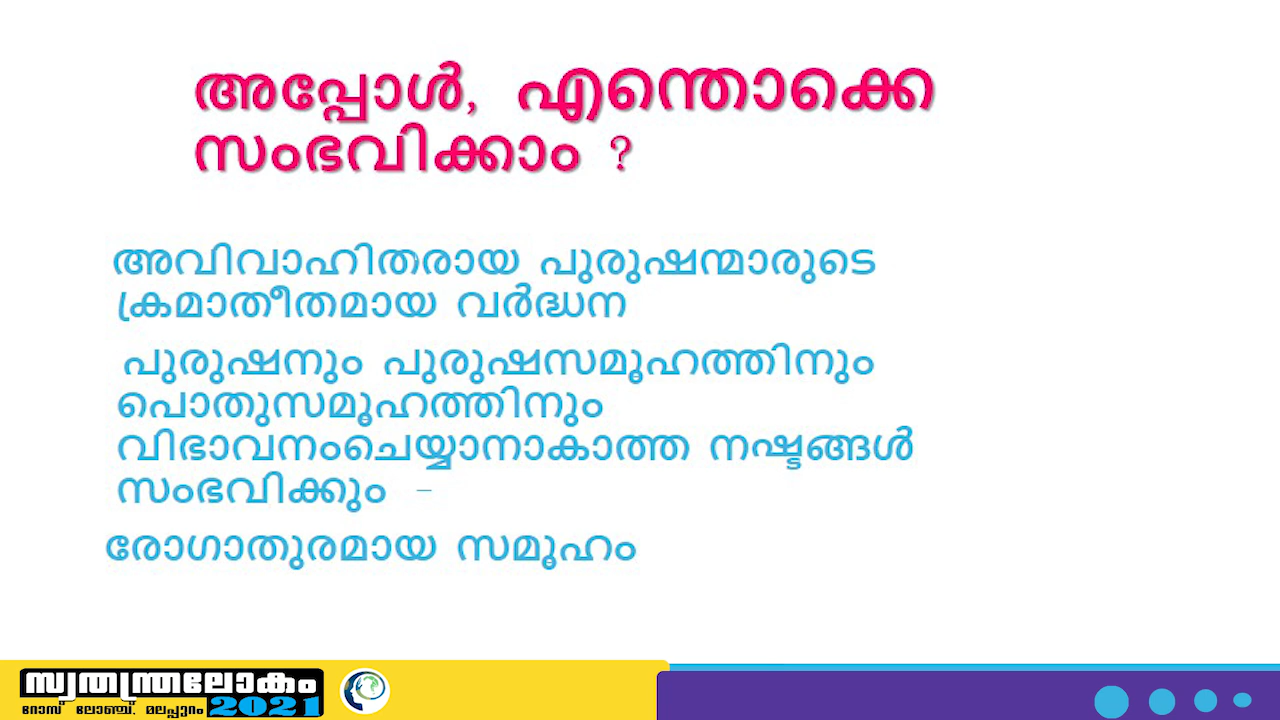 അപ്പോൾ, എന്തൊക്കെ
സംഭവിക്കാം ?
അവിവാഹിതരായ പുരുഷന്മാരുടെ
ക്രമാതീതമായ വർദ്ധന
പുരുഷനും പുരുഷസമൂഹത്തിനും
പൊതുസമൂഹത്തിനും
വിഭാവനംചെയ്യാനാകാത്ത നഷ്ടങ്ങൾ
സംഭവിക്കും –
രോഗാതുരമായ സമൂഹം
സ്വതന്ത്രലോകം
റോസ് ലോഞ്ച്. മലപ്പുറം 2021